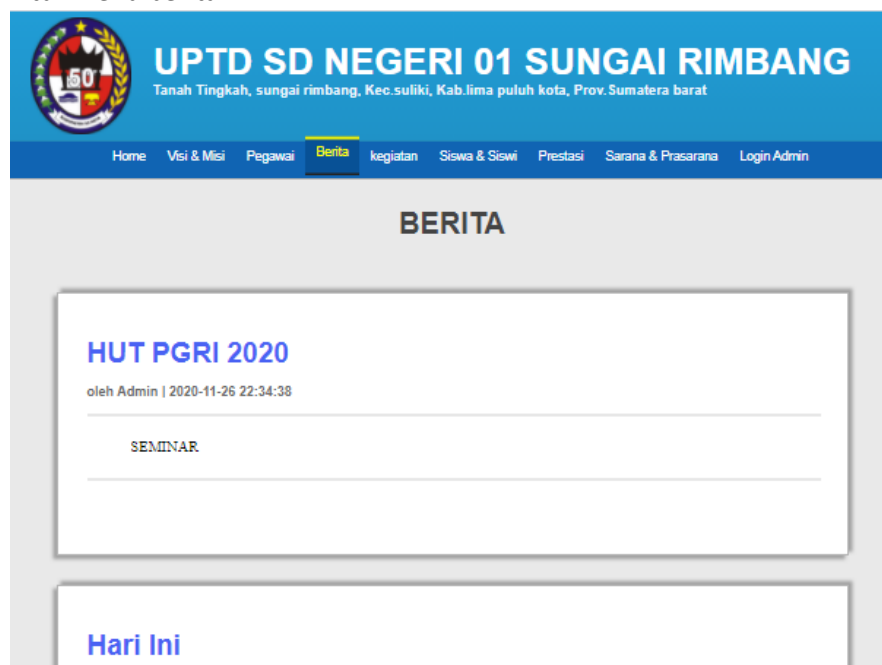 UPTD SD NEGERI 01 SUNGAI RIMBANG
Tanah Tingkah, sungai rimbang, Kec.suliki, Kab.lima puluh kota, Prov.Sumatera barat
50
Home Visi & Misi Pegawai Berita kegiatan Siswa & Siswi Prestasi Sarana & Prasarana Login Admin
BERITA
HUT PGRI 2020
oleh Admin | 2020-11-26 22:34:38
SEMINAR
Hari Ini